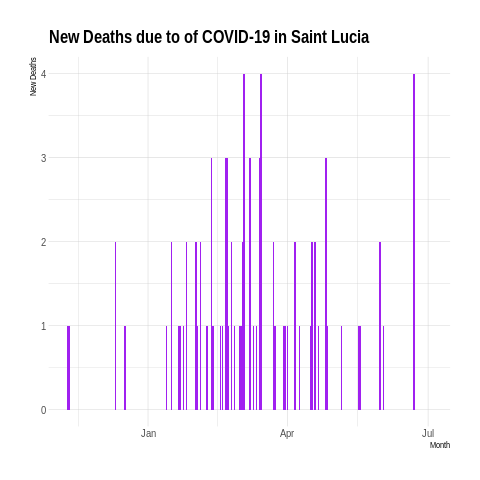 New Deaths due to of COVID-19 in Saint Lucia
New Deaths
4
3
2
1
0
Jan Apr Jul
Month